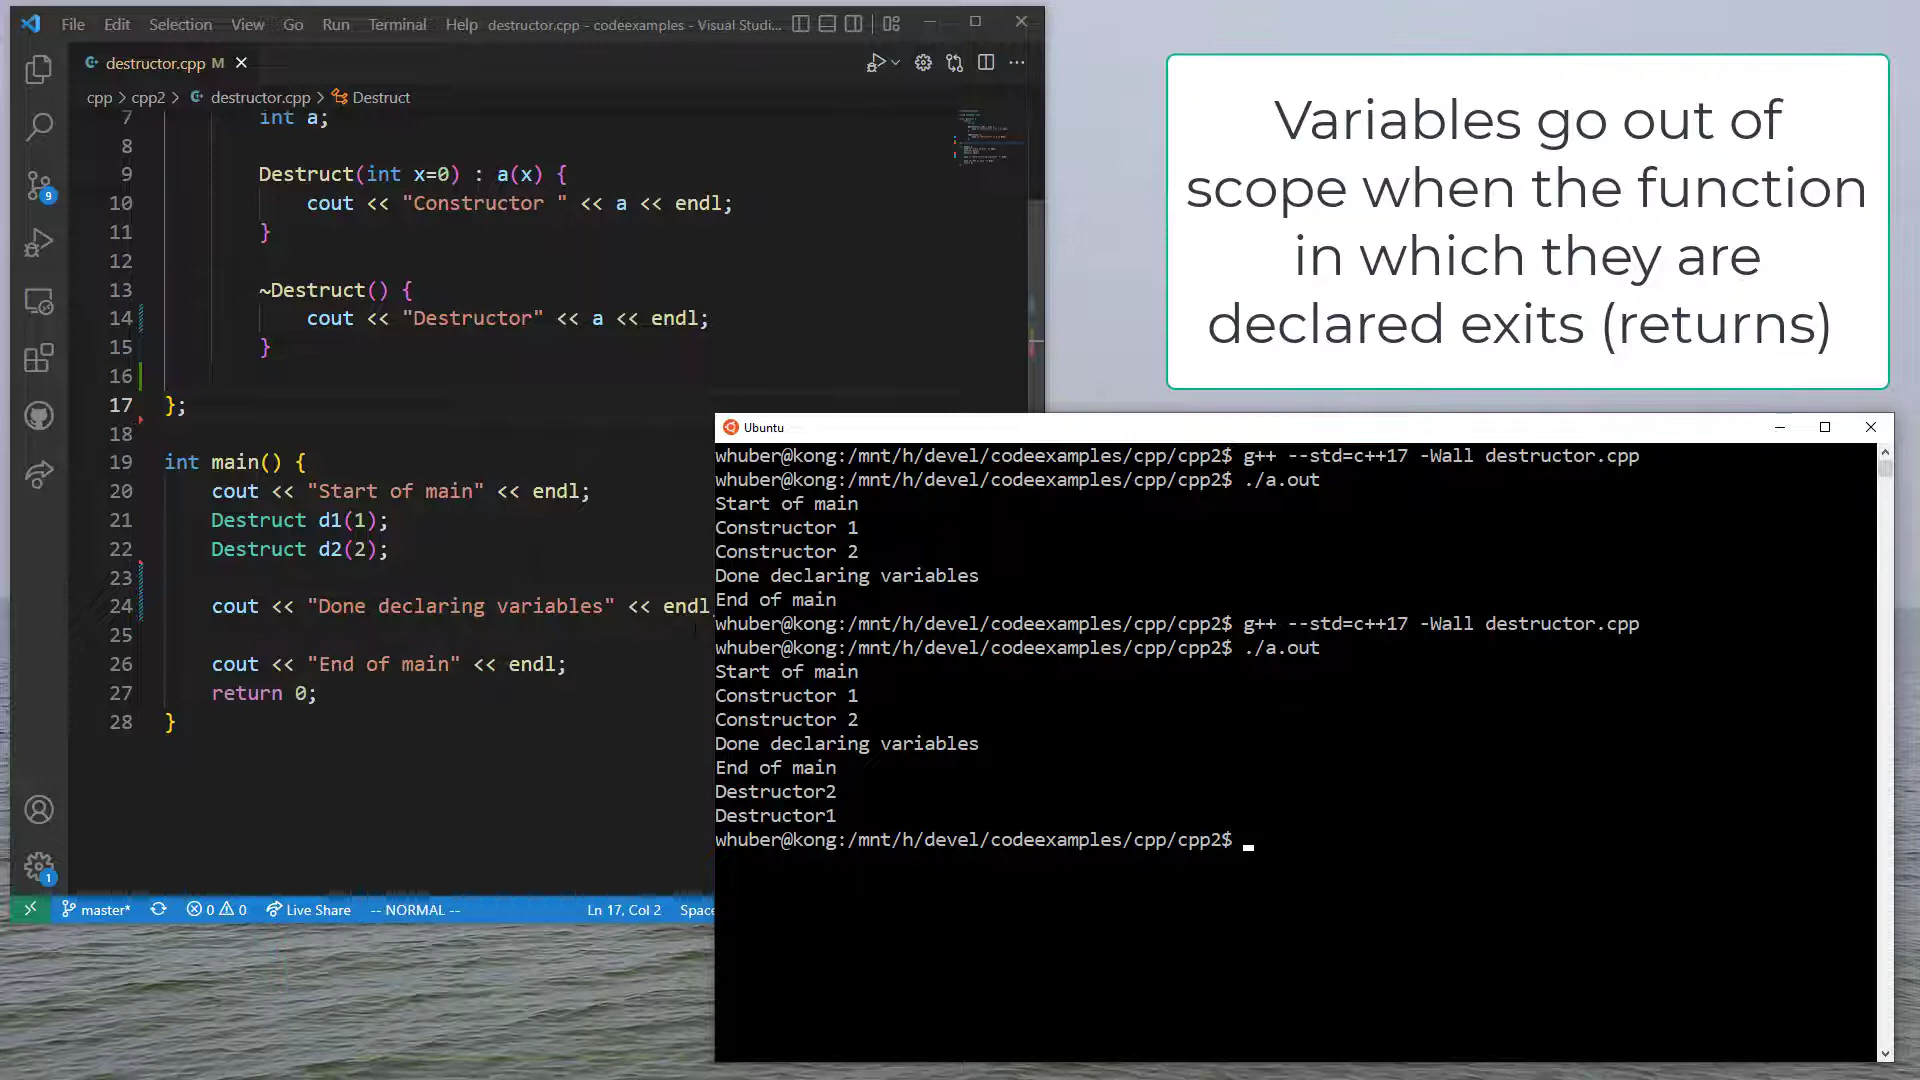 File Edit Selection View Go Run Terminal Help destructor.cpp - codeexamples - Visual Studi...
destructor.cpp M
cpp > cpp2 > destructor.cpp > Destruct
7 int a;
8
9 Destruct(int x=0) : a(x) {
10 cout << "Constructor " << a << endl;
11 }
12
13 ~Destruct() {
14 cout << "Destructor" << a << endl;
15 }
16
17 };
18
19 int main() {
20 cout << "Start of main" << endl;
21 Destruct d1(1);
22 Destruct d2(2);
23
24 cout << "Done declaring variables" << endl
25
26 cout << "End of main" << endl;
27 return 0;
28 }
9
1
master* 0 0 Live Share -- NORMAL -- Ln 17, Col 2 Space
Variables go out of
scope when the function
in which they are
declared exits (returns)
Ubuntu
whuber@kong:/mnt/h/devel/codeexamples/cpp/cpp2$ g++ --std=c++17 -Wall destructor.cpp
whuber@kong:/mnt/h/devel/codeexamples/cpp/cpp2$ ./a.out
Start of main
Constructor 1
Constructor 2
Done declaring variables
End of main
whuber@kong:/mnt/h/devel/codeexamples/cpp/cpp2$ g++ --std=c++17 -Wall destructor.cpp
whuber@kong:/mnt/h/devel/codeexamples/cpp/cpp2$ ./a.out
Start of main
Constructor 1
Constructor 2
Done declaring variables
End of main
Destructor2
Destructor1
whuber@kong:/mnt/h/devel/codeexamples/cpp/cpp2$